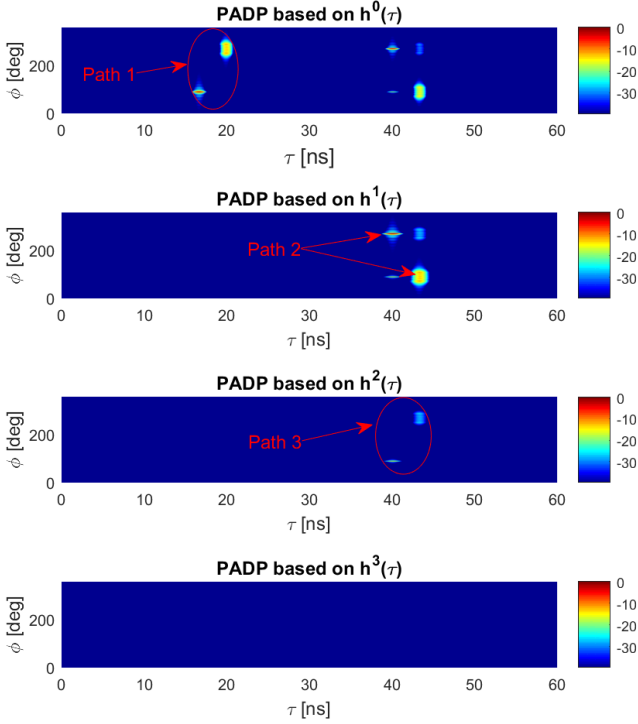 PADP based on h^0(τ)
ϕ [deg]
200
0
Path 1
0
-10
-20
-30
0 10 20 30 40 50 60
τ [ns]
PADP based on h^1(τ)
ϕ [deg]
200
0
Path 2
0
-10
-20
-30
0 10 20 30 40 50 60
τ [ns]
PADP based on h^2(τ)
ϕ [deg]
200
0
Path 3
0
-10
-20
-30
0 10 20 30 40 50 60
τ [ns]
PADP based on h^3(τ)
ϕ [deg]
200
0
0
-10
-20
-30
0 10 20 30 40 50 60
τ [ns]